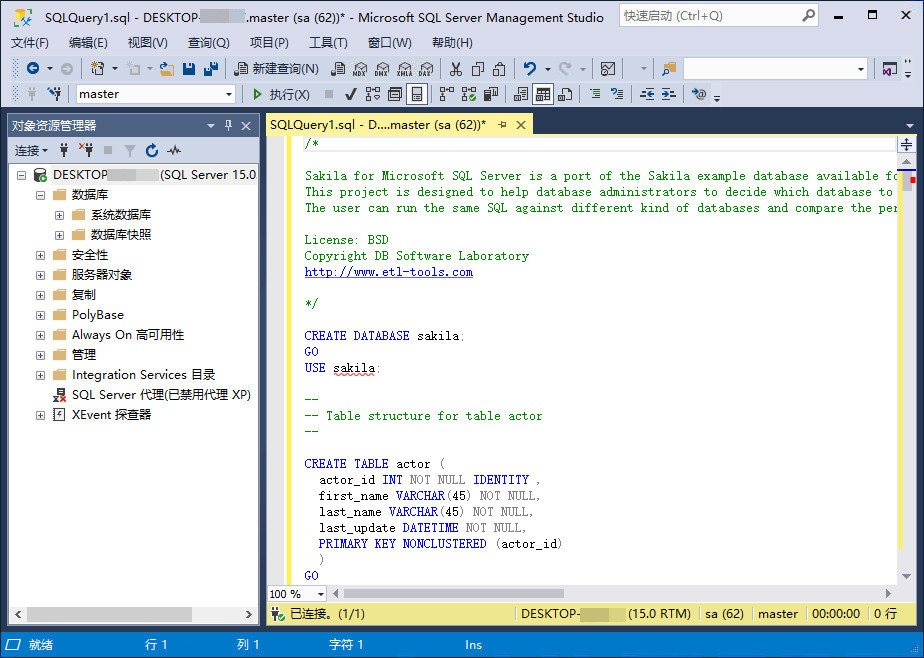 SQLQuery1.sql - DESKTOP- .master (sa (62))* - Microsoft SQL Server Management Studio
快速启动 (Ctrl+Q)
文件(F) 编辑(E) 视图(V) 查询(Q) 项目(P) 工具(T) 窗口(W) 帮助(H)
新建查询(N) MDX DMX XMLA DAX
master 执行(X)
对象资源管理器
连接
DESKTOP (SQL Server 15.0
数据库
系统数据库
数据库快照
安全性
服务器对象
复制
PolyBase
Always On 高可用性
管理
Integration Services 目录
SQL Server 代理(已禁用代理 XP)
XEvent 探查器
SQLQuery1.sql - D....master (sa (62))*
/*
Sakila for Microsoft SQL Server is a port of the Sakila example database available fo
This project is designed to help database administrators to decide which database to
The user can run the same SQL against different kind of databases and compare the per
License: BSD
Copyright DB Software Laboratory
http://www.etl-tools.com
*/
CREATE DATABASE sakila;
GO
USE sakila;
--
-- Table structure for table actor
--
CREATE TABLE actor (
actor_id INT NOT NULL IDENTITY ,
first_name VARCHAR(45) NOT NULL,
last_name VARCHAR(45) NOT NULL,
last_update DATETIME NOT NULL,
PRIMARY KEY NONCLUSTERED (actor_id)
)
GO
100 %
已连接。(1/1) DESKTOP- (15.0 RTM) sa (62) master 00:00:00 0 行
就绪 行 1 列 1 字符 1 Ins